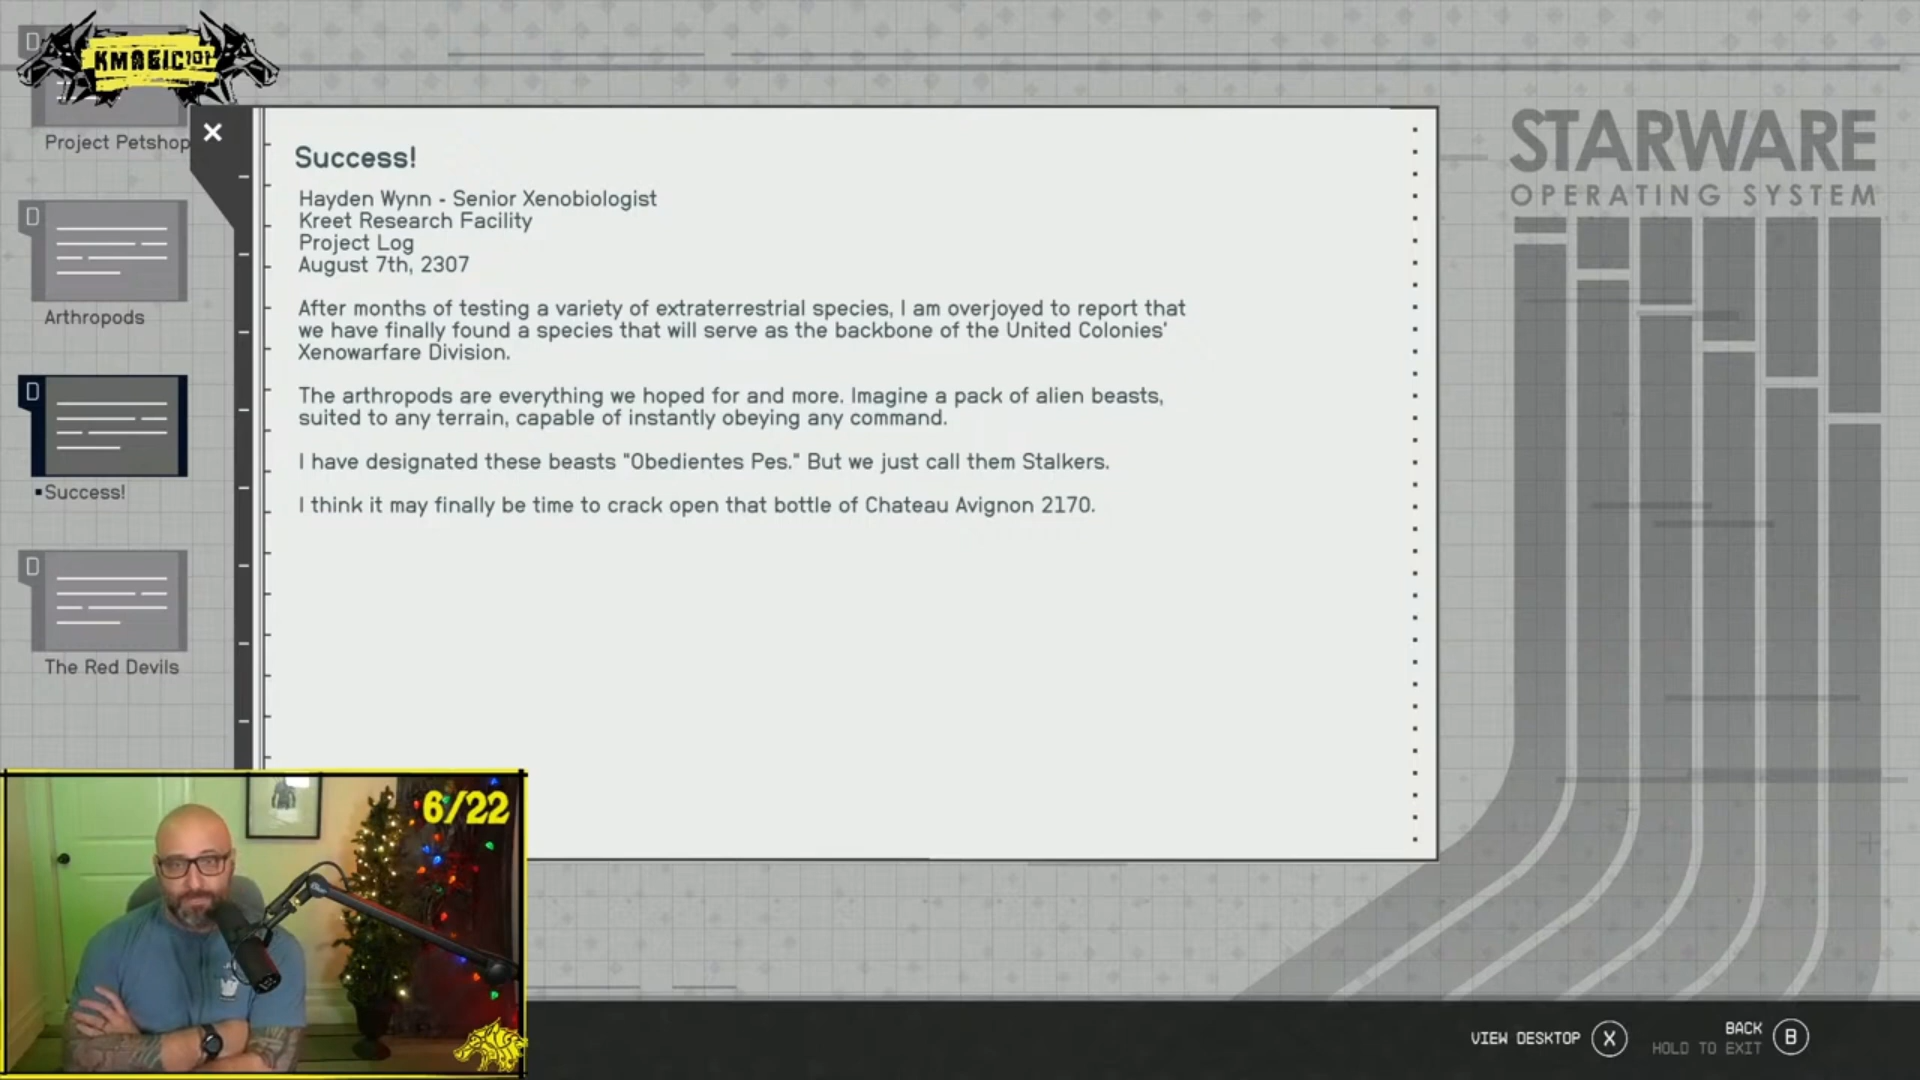 D
KMAGIC101
Project Petshop
D
Arthropods
D
Success!
D
The Red Devils
Success!
Hayden Wynn - Senior Xenobiologist
Kreet Research Facility
Project Log
August 7th, 2307
After months of testing a variety of extraterrestrial species, I am overjoyed to report that
we have finally found a species that will serve as the backbone of the United Colonies'
Xenowarfare Division.
The arthropods are everything we hoped for and more. Imagine a pack of alien beasts,
suited to any terrain, capable of instantly obeying any command.
I have designated these beasts "Obedientes Pes." But we just call them Stalkers.
I think it may finally be time to crack open that bottle of Chateau Avignon 2170.
STARWARE
OPERATING SYSTEM
6/22
VIEW DESKTOP X
BACK B
HOLD TO EXIT